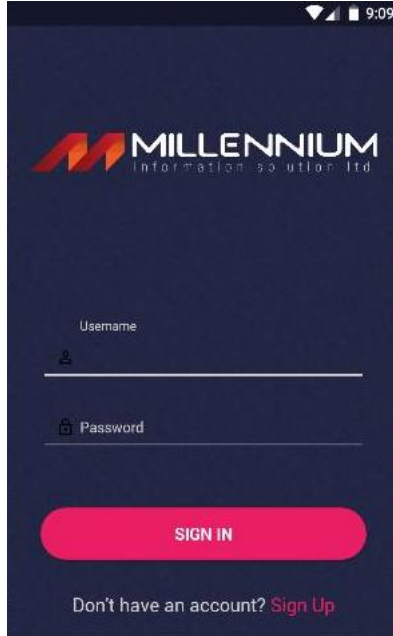 9:09
MILLENNIUM
information solution ltd
Username
Password
SIGN IN
Don't have an account? Sign Up